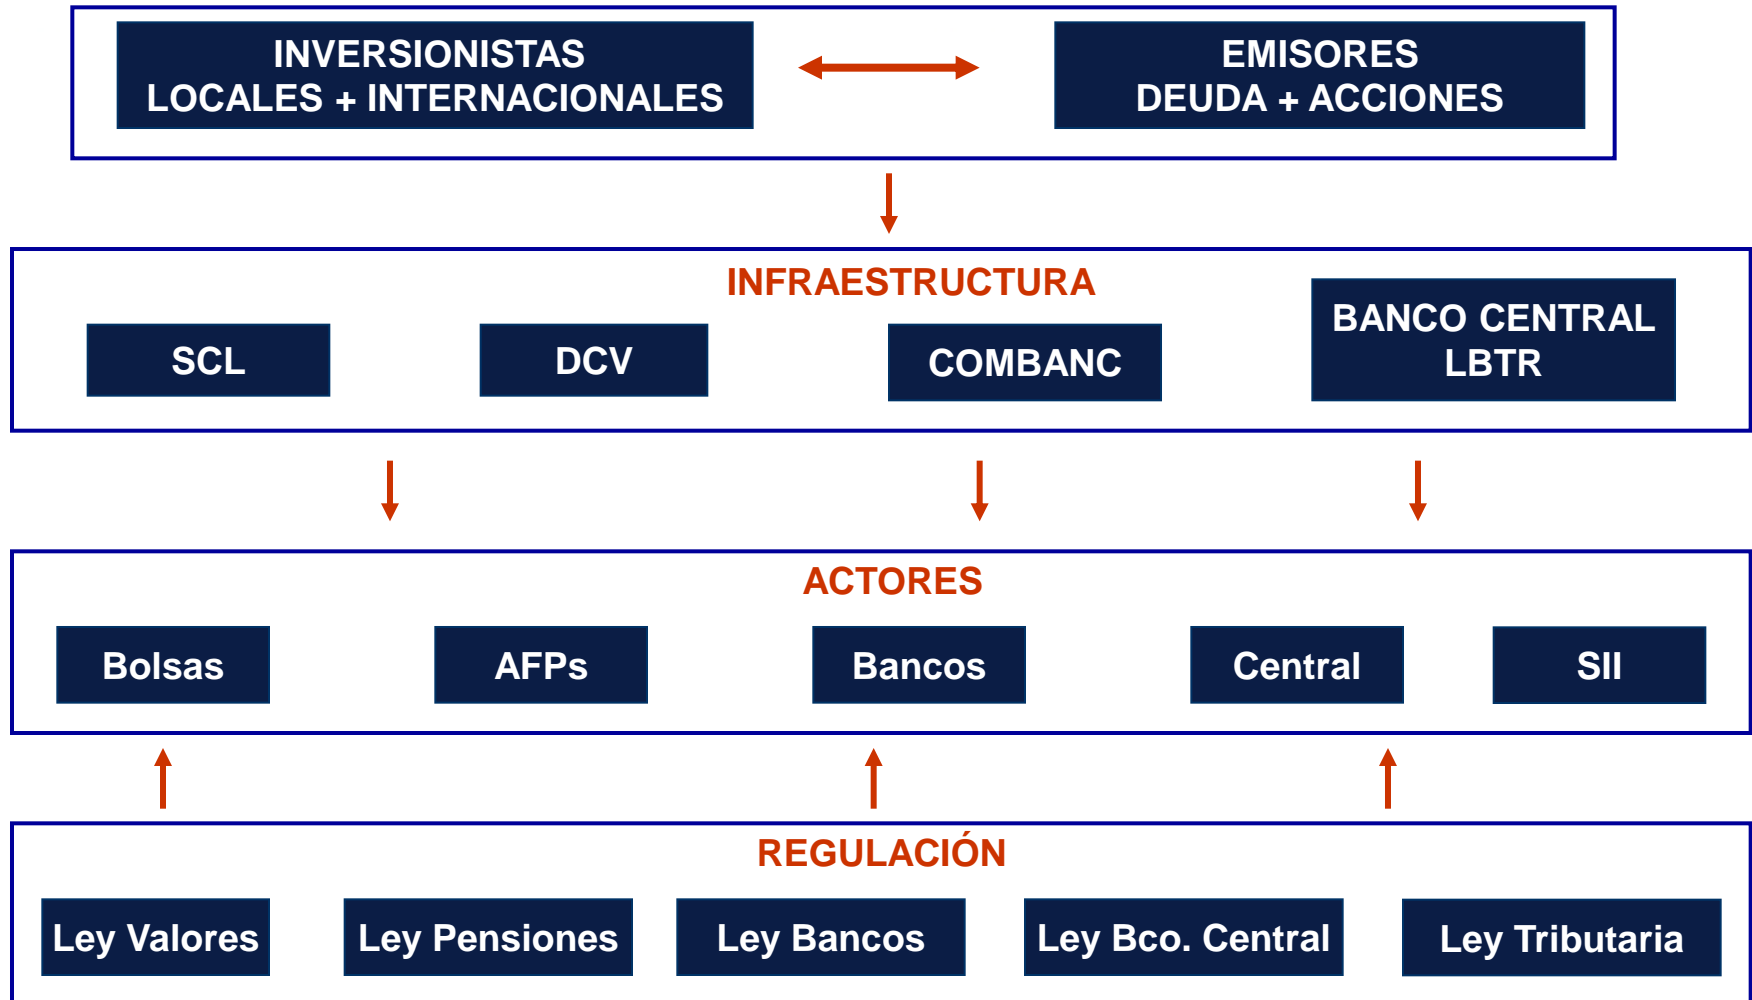 INVERSIONISTAS
LOCALES + INTERNACIONALES
EMISORES
DEUDA + ACCIONES
INFRAESTRUCTURA
SCL
DCV
COMBANC
BANCO CENTRAL
LBTR
ACTORES
Bolsas
AFPs
Bancos
Central
SII
REGULACIÓN
Ley Valores
Ley Pensiones
Ley Bancos
Ley Bco. Central
Ley Tributaria